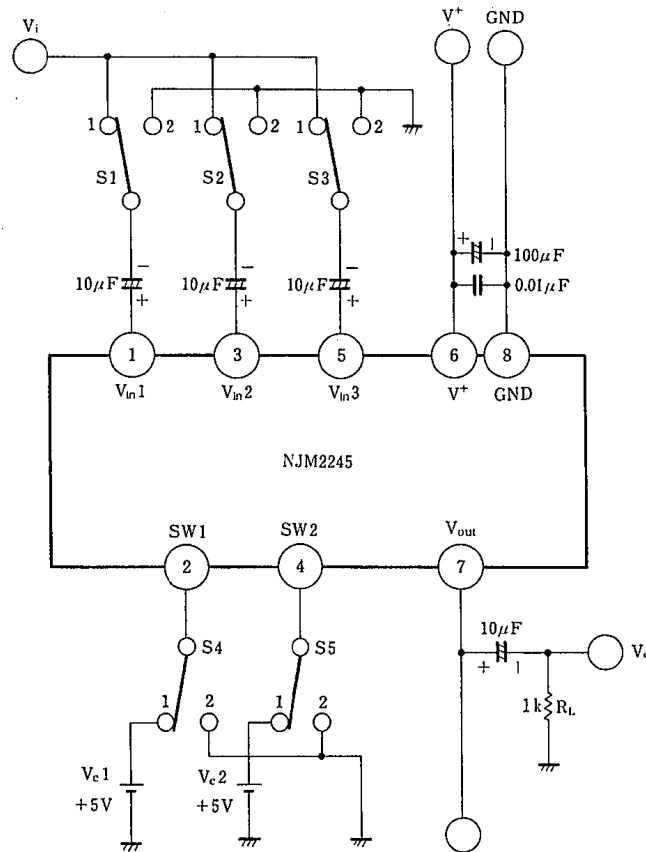 Vi
V+ GND
1 2 1 2 1 2
S1 S2 S3
+ 100μF
10μF − + 10μF − + 10μF − + 0.01μF
1 3 5 6 8
Vin1 Vin2 Vin3 V+ GND
NJM2245
SW1 SW2 Vout
2 4 7
S4 S5 10μF
+
1 2 1 2 1k RL
Vc1 Vc2
+5V +5V